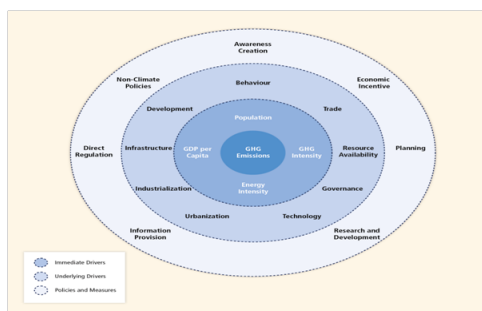 Awareness
Creation
Non-Climate
Policies
Economic
Incentive
Behaviour
Development
Trade
Population
Direct
Regulation
Infrastructure
GDP per
Capita
GHG
Emissions
GHG
Intensity
Resource
Availability
Planning
Energy
Intensity
Industrialization
Governance
Urbanization
Technology
Information
Provision
Research and
Development
Immediate Drivers
Underlying Drivers
Policies and Measures